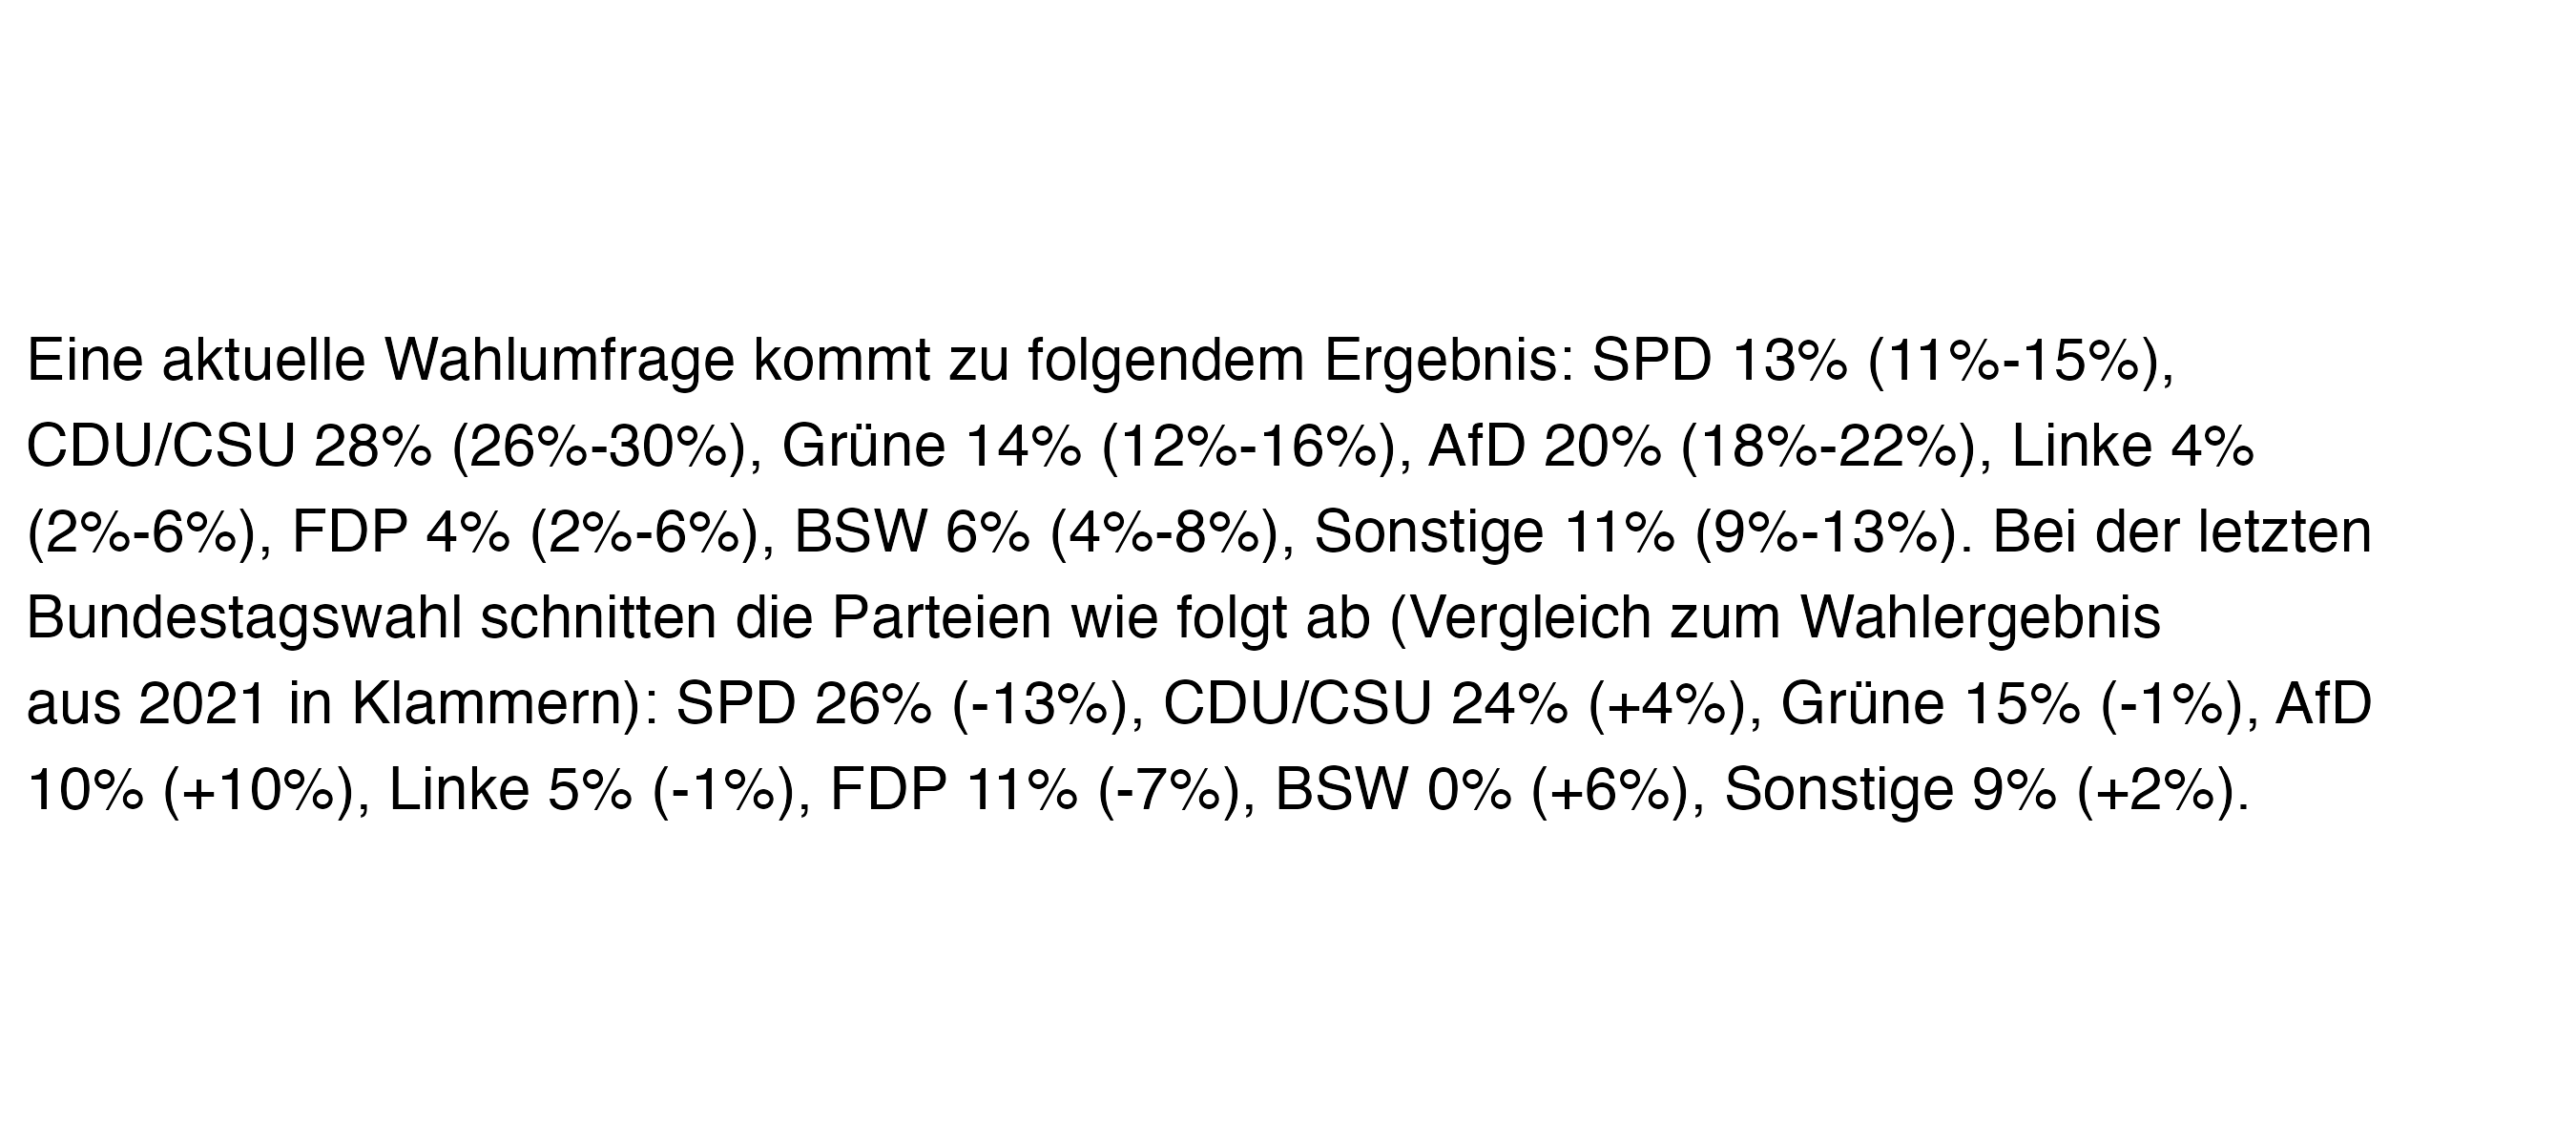 Eine aktuelle Wahlumfrage kommt zu folgendem Ergebnis: SPD 13% (11%-15%),
CDU/CSU 28% (26%-30%), Grüne 14% (12%-16%), AfD 20% (18%-22%), Linke 4%
(2%-6%), FDP 4% (2%-6%), BSW 6% (4%-8%), Sonstige 11% (9%-13%). Bei der letzten
Bundestagswahl schnitten die Parteien wie folgt ab (Vergleich zum Wahlergebnis
aus 2021 in Klammern): SPD 26% (-13%), CDU/CSU 24% (+4%), Grüne 15% (-1%), AfD
10% (+10%), Linke 5% (-1%), FDP 11% (-7%), BSW 0% (+6%), Sonstige 9% (+2%).